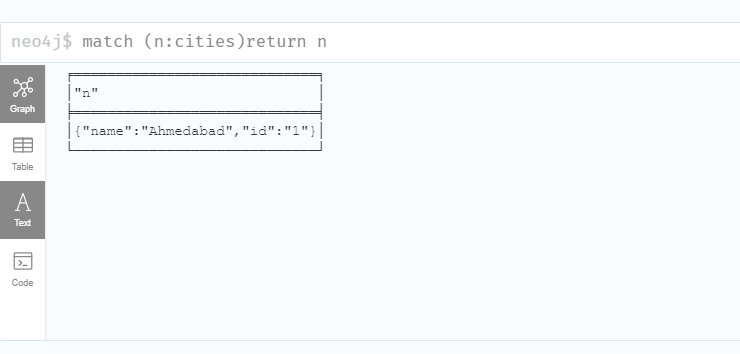 neo4j$ match (n:cities)return n
Graph
Table
Text
Code
"n"
{"name":"Ahmedabad","id":"1"}